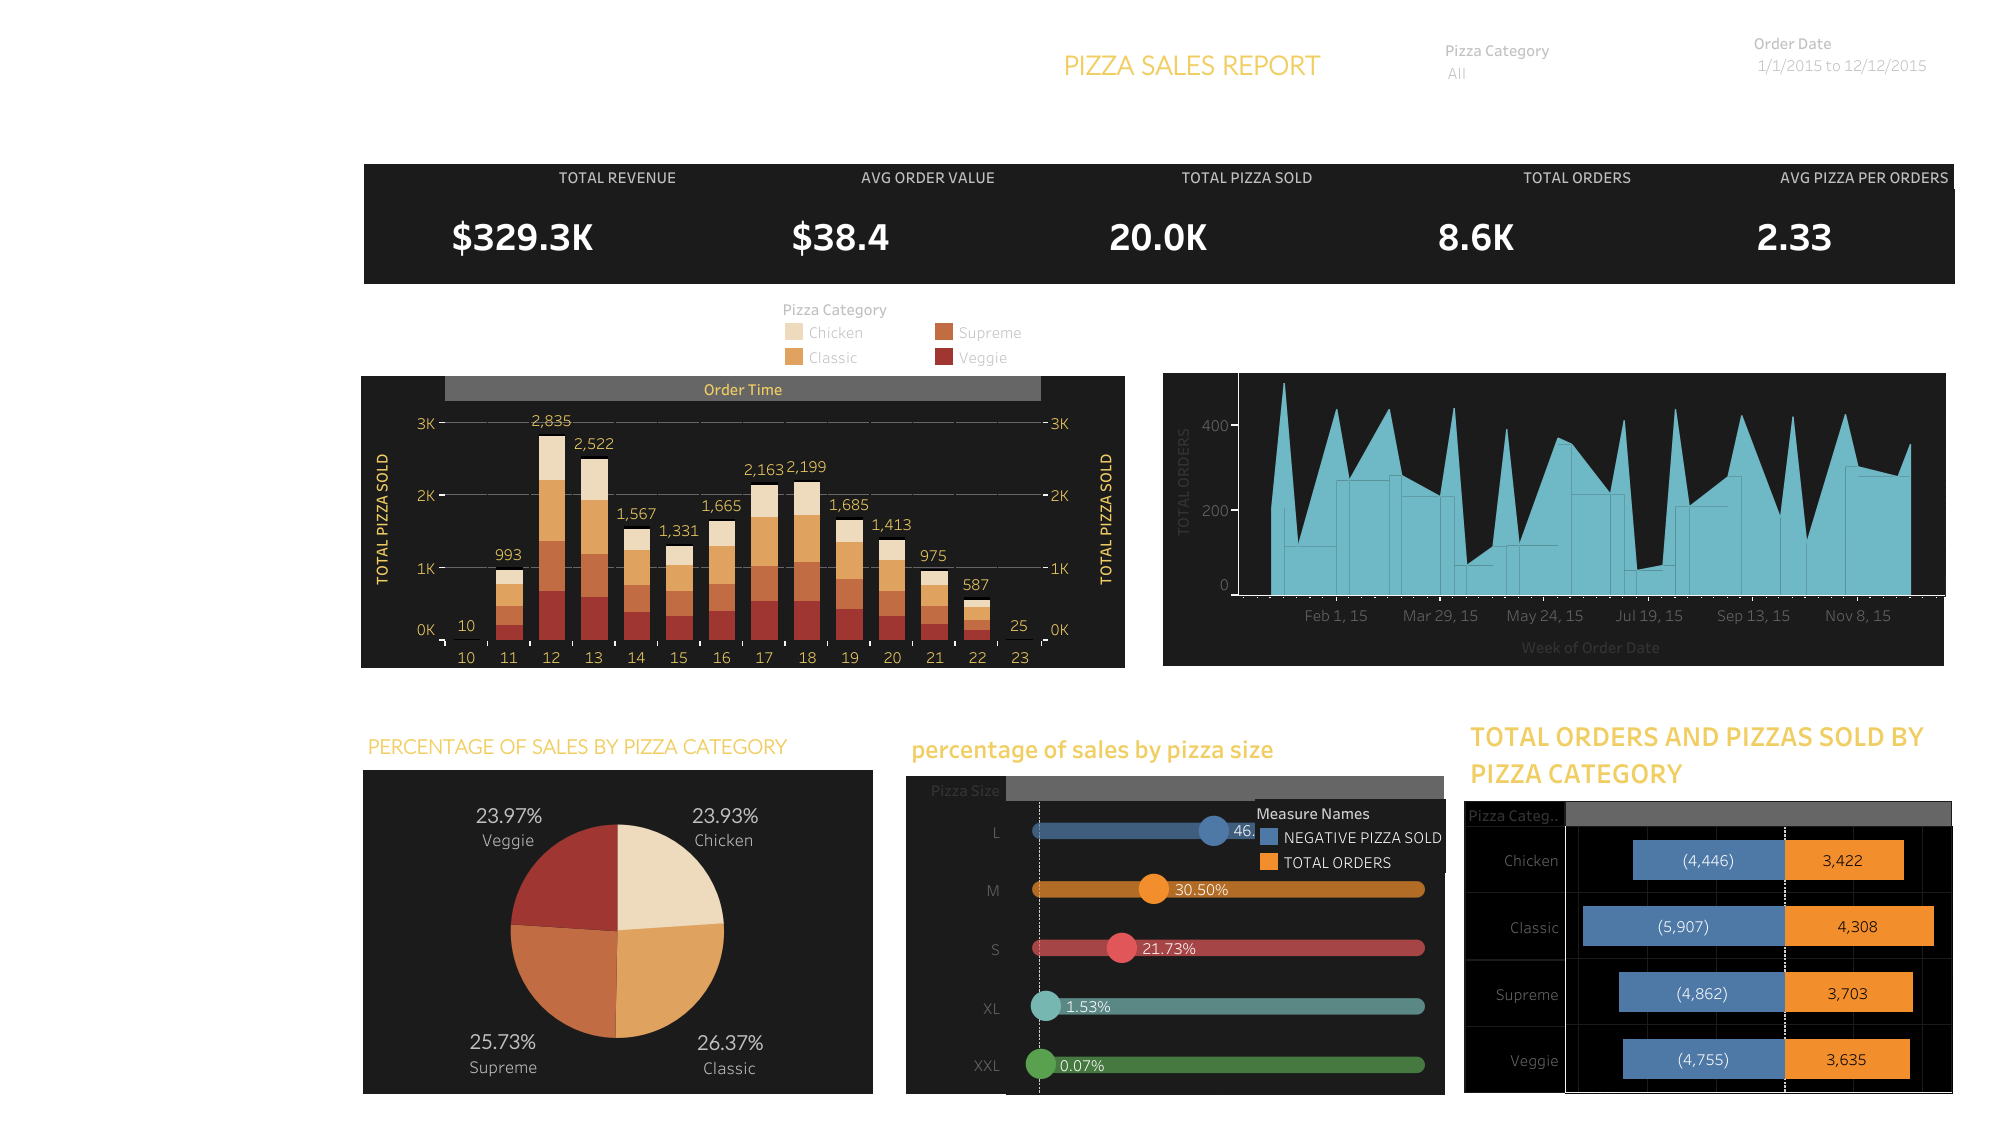 PIZZA SALES REPORT
Pizza Category
All
Order Date
1/1/2015 to 12/12/2015
TOTAL REVENUE
AVG ORDER VALUE
TOTAL PIZZA SOLD
TOTAL ORDERS
AVG PIZZA PER ORDERS
$329.3K
$38.4
20.0K
8.6K
2.33
Pizza Category
Chicken
Supreme
Classic
Veggie
Order Time
TOTAL PIZZA SOLD
3K
2K
1K
0K
10
993
2,835
2,522
1,567
1,331
1,665
2,163
2,199
1,685
1,413
975
587
25
3K
2K
1K
0K
TOTAL PIZZA SOLD
10 11 12 13 14 15 16 17 18 19 20 21 22 23
TOTAL ORDERS
400
200
0
Feb 1, 15
Mar 29, 15
May 24, 15
Jul 19, 15
Sep 13, 15
Nov 8, 15
Week of Order Date
PERCENTAGE OF SALES BY PIZZA CATEGORY
23.97%
Veggie
23.93%
Chicken
25.73%
Supreme
26.37%
Classic
percentage of sales by pizza size
Pizza Size
L
46.
M
30.50%
S
21.73%
XL
1.53%
XXL
0.07%
Measure Names
NEGATIVE PIZZA SOLD
TOTAL ORDERS
TOTAL ORDERS AND PIZZAS SOLD BY
PIZZA CATEGORY
Pizza Categ..
Chicken
(4,446)
3,422
Classic
(5,907)
4,308
Supreme
(4,862)
3,703
Veggie
(4,755)
3,635